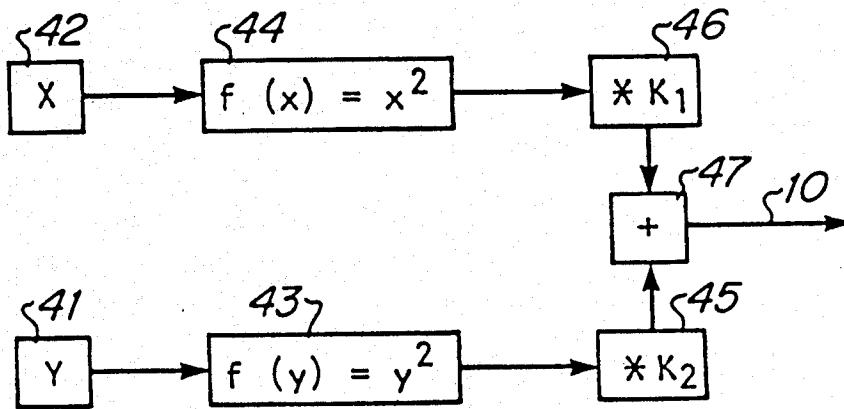 42 44 46
X f (x) = x² * K₁
47 10
+
41 43 45
Y f (y) = y² * K₂